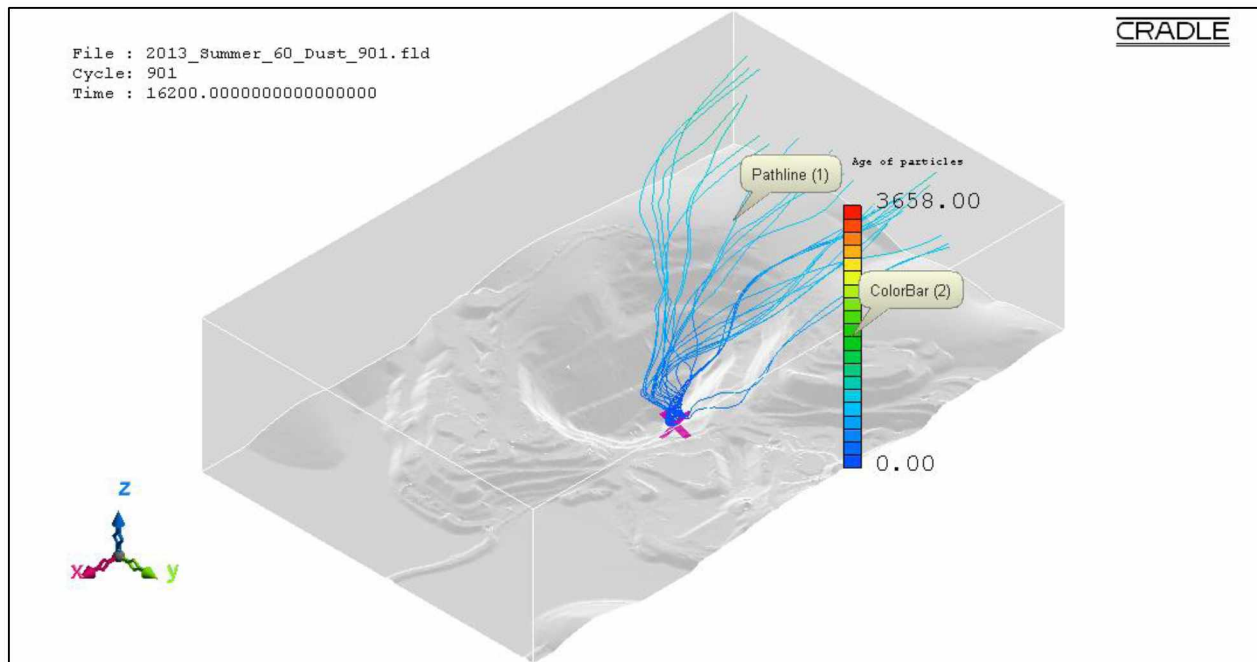 CRADLE
File : 2013_Summer_60_Dust_901.fld
Cycle: 901
Time : 16200.0000000000000000
Age of particles
Pathline (1)
3658.00
ColorBar (2)
0.00
z
x
y